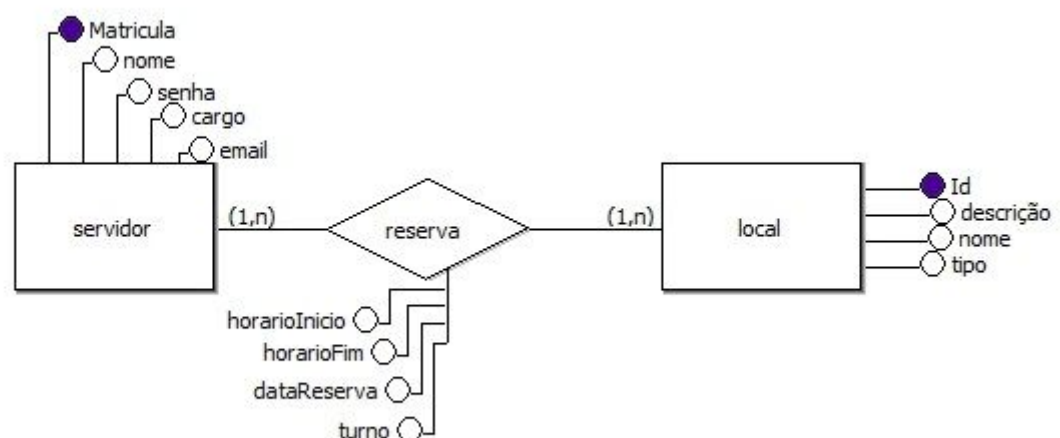 Matricula
nome
senha
cargo
email
servidor
(1,n)
reserva
(1,n)
local
Id
descrição
nome
tipo
horarioInicio
horarioFim
dataReserva
turno